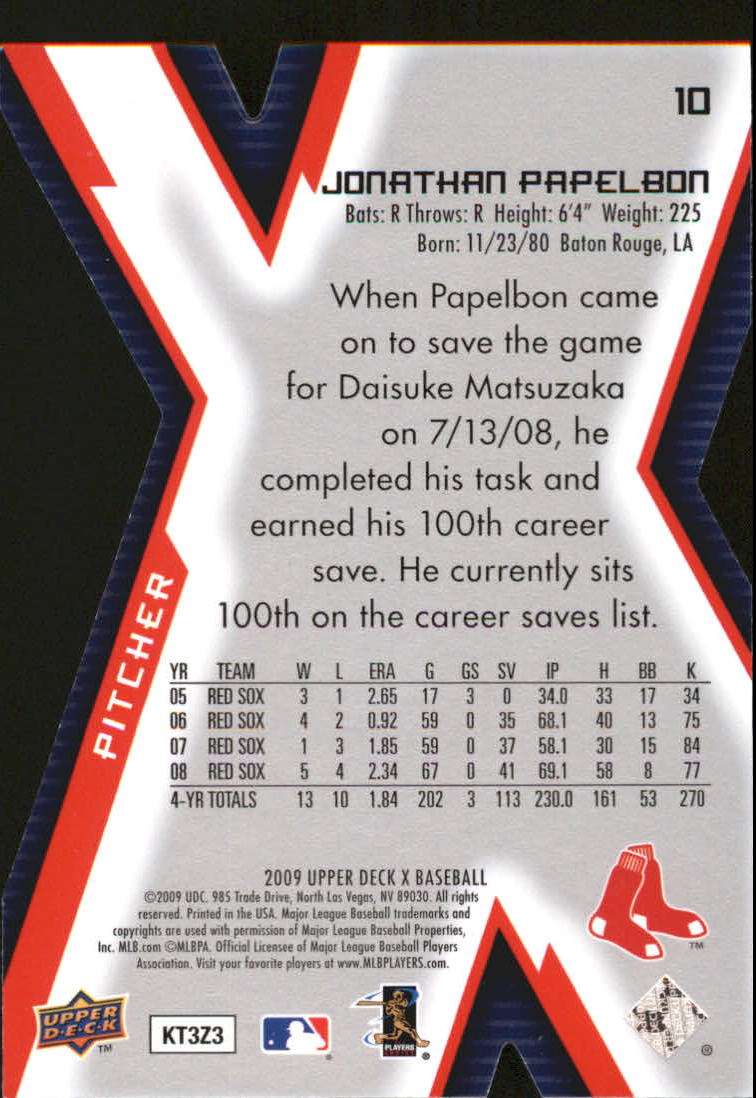 10
JONATHAN PAPELBON
Bats: R Throws: R Height: 6'4" Weight: 225
Born: 11/23/80 Baton Rouge, LA
When Papelbon came
on to save the game
for Daisuke Matsuzaka
on 7/13/08, he
completed his task and
earned his 100th career
save. He currently sits
100th on the career saves list.
PITCHER
YR TEAM W L ERA G GS SV IP H BB K
05 RED SOX 3 1 2.65 17 3 0 34.0 33 17 34
06 RED SOX 4 2 0.92 59 0 35 68.1 40 13 75
07 RED SOX 1 3 1.85 59 0 37 58.1 30 15 84
08 RED SOX 5 4 2.34 67 0 41 69.1 58 8 77
4-YR TOTALS 13 10 1.84 202 3 113 230.0 161 53 270
2009 UPPER DECK X BASEBALL
©2009 UDC. 985 Trade Drive, North Las Vegas, NV 89030. All rights
reserved. Printed in the USA. Major League Baseball trademarks and
copyrights are used with permission of Major League Baseball Properties,
Inc. MLB.com ©MLBPA. Official Licensee of Major League Baseball Players
Association. Visit your favorite players at www.MLBPLAYERS.com.
TM
UPPER
D•E•C•K
TM
KT3Z3
®
PLAYERS
®
®